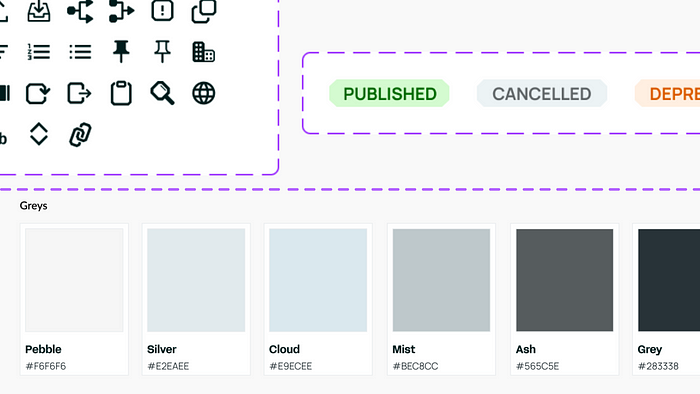 PUBLISHED
CANCELLED
DEPRE
b
Greys
Pebble
#F6F6F6
Silver
#E2EAEE
Cloud
#E9ECEE
Mist
#BEC8CC
Ash
#565C5E
Grey
#283338